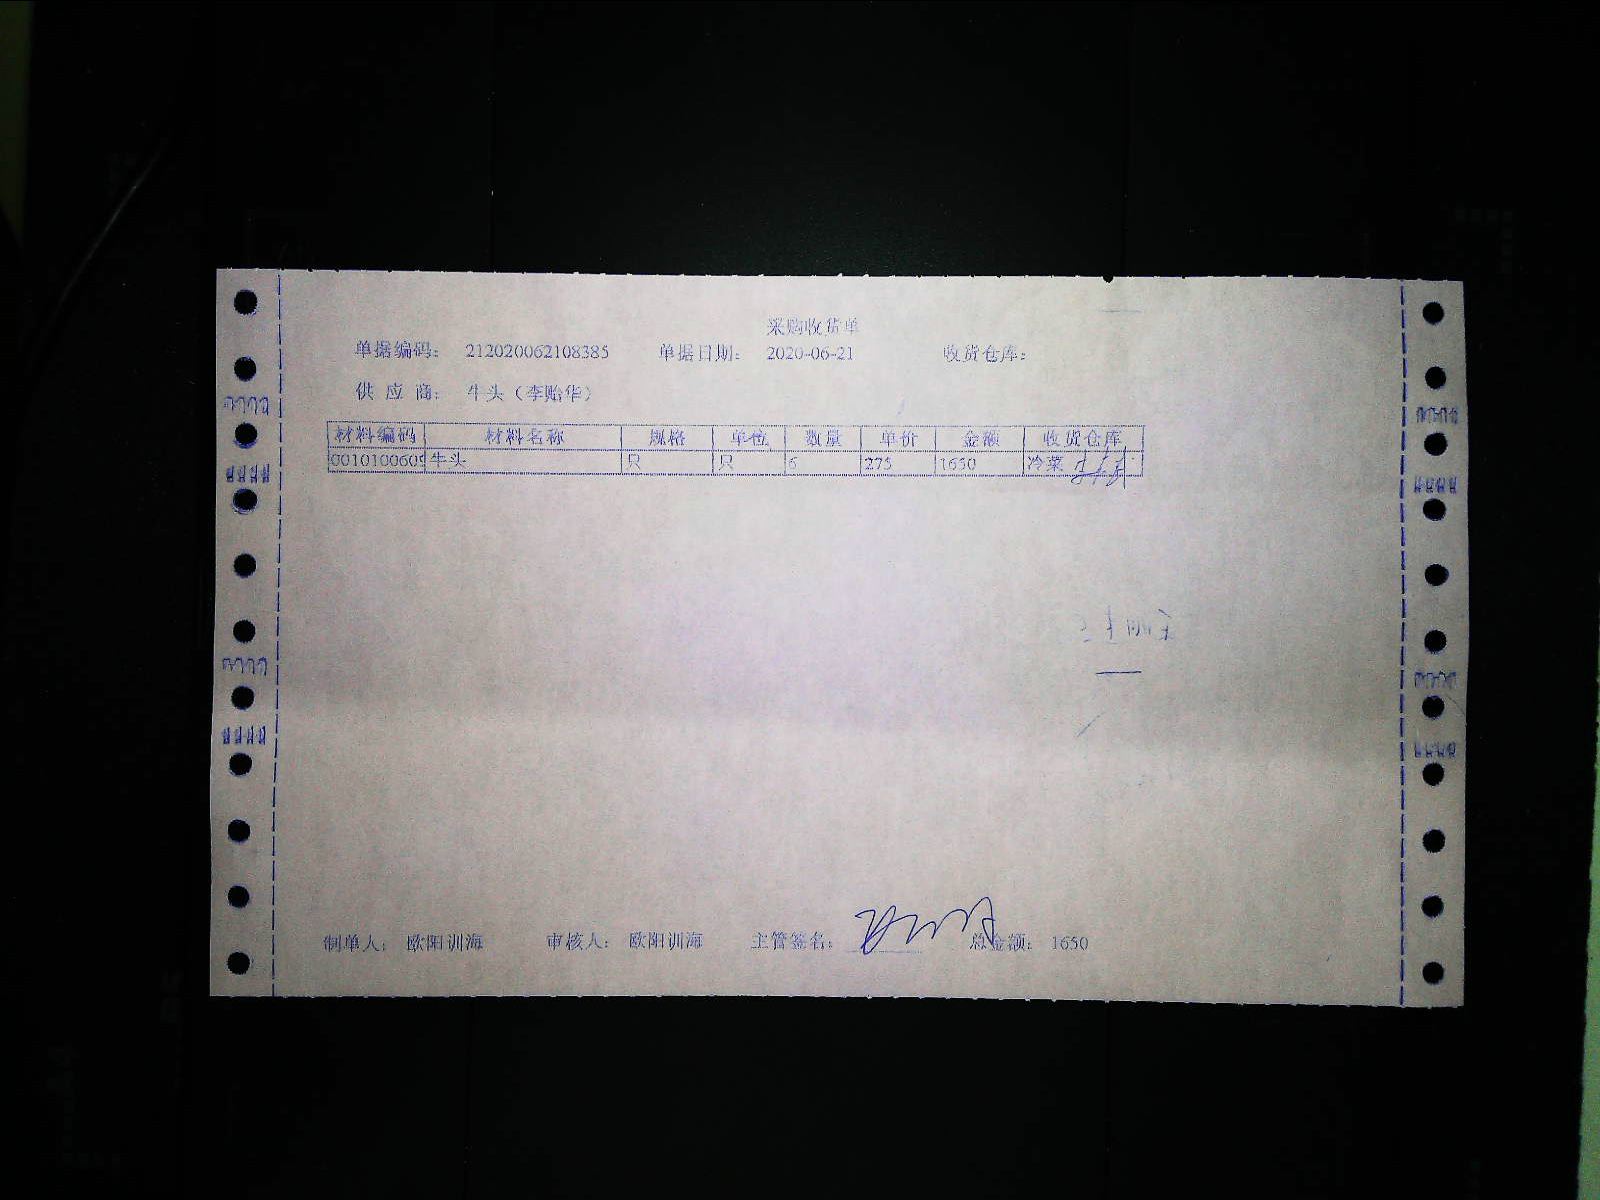 采购收货单
单据编码： 212020062108385 单据日期： 2020-06-21 收货仓库：
供 应 商： 牛头（李贻华）
材料编码 材料名称 规格 单位 数量 单价 金额 收货仓库
0010100605 牛头 只 只 6 275 1650 冷菜
制单人： 欧阳训海 审核人： 欧阳训海 主管签名： 总金额： 1650